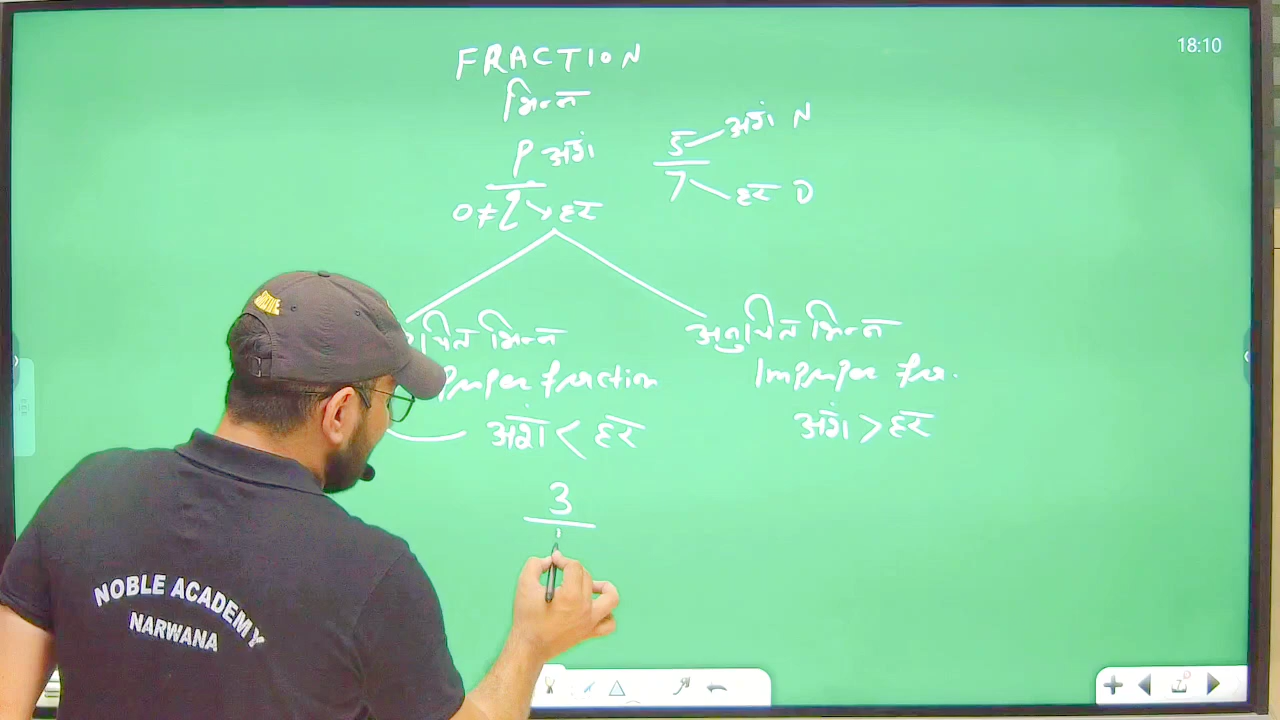 18:10
FRACTION
भिन्न
P अंश
0 ≠ q → हर
5 अंश N
7 हर D
चित भिन्न
proper fraction
अंश < हर
अनुचित भिन्न
Improper fra.
अंश > हर
3
NOBLE ACADEMY
NARWANA